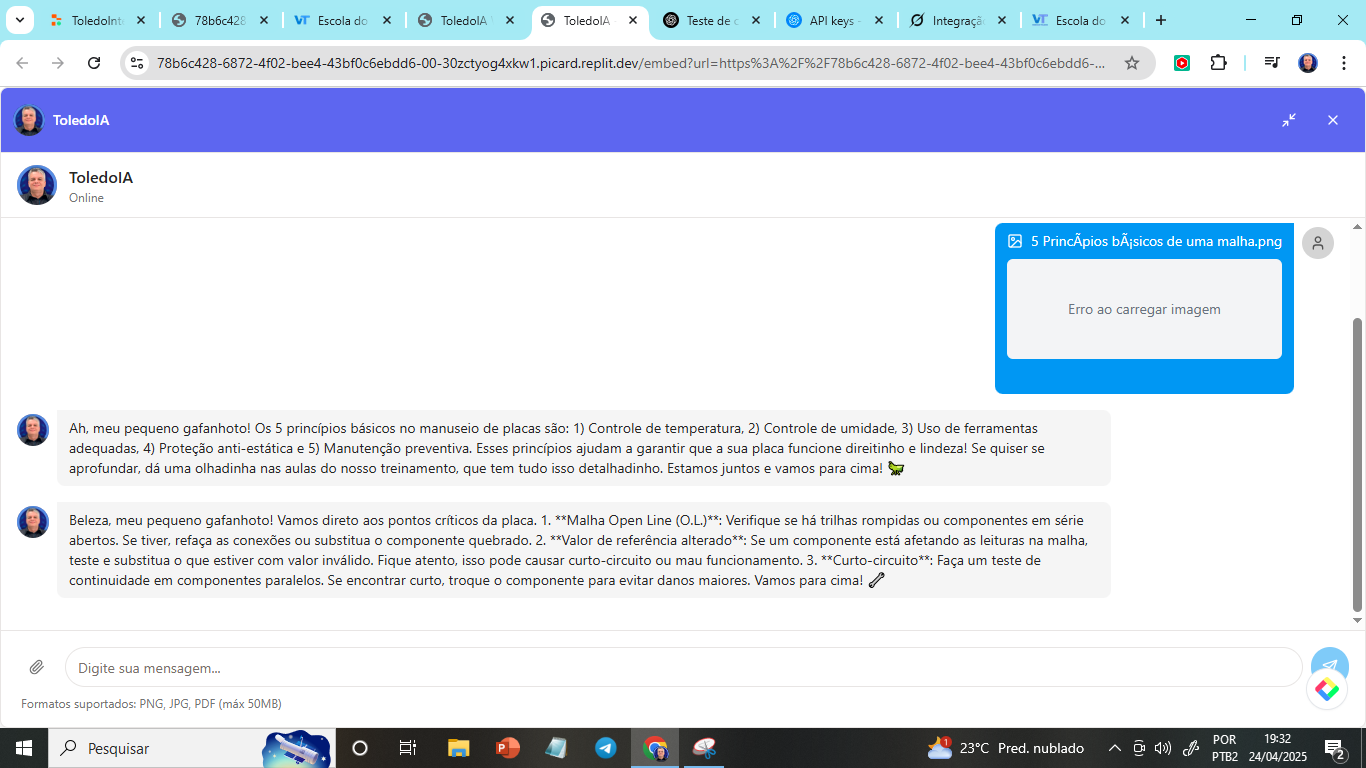 ToledoInt
78b6c428
Escola do
ToledoIA
ToledoIA
Teste de c
API keys -
Integraçã
Escola do
78b6c428-6872-4f02-bee4-43bf0c6ebdd6-00-30zctyog4xkw1.picard.replit.dev/embed?url=https%3A%2F%2F78b6c428-6872-4f02-bee4-43bf0c6ebdd6-...
ToledoIA
ToledoIA
Online
5 PrincÃpios bÃ¡sicos de uma malha.png
Erro ao carregar imagem
Ah, meu pequeno gafanhoto! Os 5 princípios básicos no manuseio de placas são: 1) Controle de temperatura, 2) Controle de umidade, 3) Uso de ferramentas
adequadas, 4) Proteção anti-estática e 5) Manutenção preventiva. Esses princípios ajudam a garantir que a sua placa funcione direitinho e lindeza! Se quiser se
aprofundar, dá uma olhadinha nas aulas do nosso treinamento, que tem tudo isso detalhadinho. Estamos juntos e vamos para cima!
Beleza, meu pequeno gafanhoto! Vamos direto aos pontos críticos da placa. 1. **Malha Open Line (O.L.)**: Verifique se há trilhas rompidas ou componentes em série
abertos. Se tiver, refaça as conexões ou substitua o componente quebrado. 2. **Valor de referência alterado**: Se um componente está afetando as leituras na malha,
teste e substitua o que estiver com valor inválido. Fique atento, isso pode causar curto-circuito ou mau funcionamento. 3. **Curto-circuito**: Faça um teste de
continuidade em componentes paralelos. Se encontrar curto, troque o componente para evitar danos maiores. Vamos para cima!
Digite sua mensagem...
Formatos suportados: PNG, JPG, PDF (máx 50MB)
Pesquisar
23°C Pred. nublado
POR
PTB2
19:32
24/04/2025
2